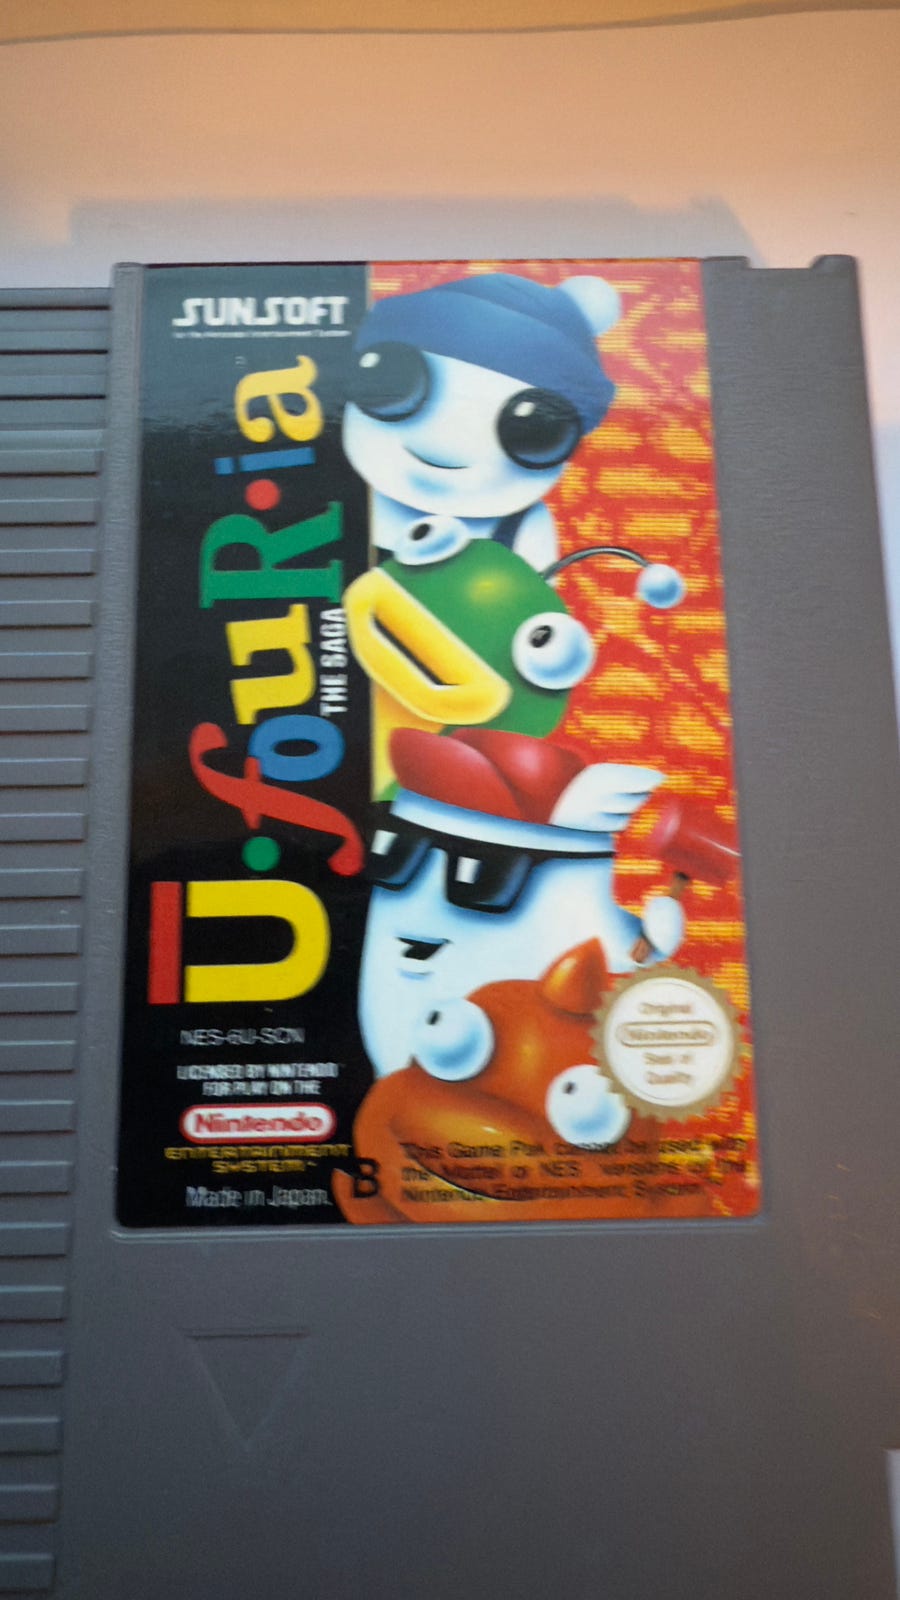 SUNSOFT
U·fouR·ia
THE SAGA
NES-6U-SCN
LICENSED BY NINTENDO
FOR PLAY ON THE
Nintendo
ENTERTAINMENT
SYSTEM™
Made in Japan.
B
Original
Nintendo
Seal of
Quality
This Game Pak cannot be used with
the Mattel or NES versions of the
Nintendo Entertainment System.